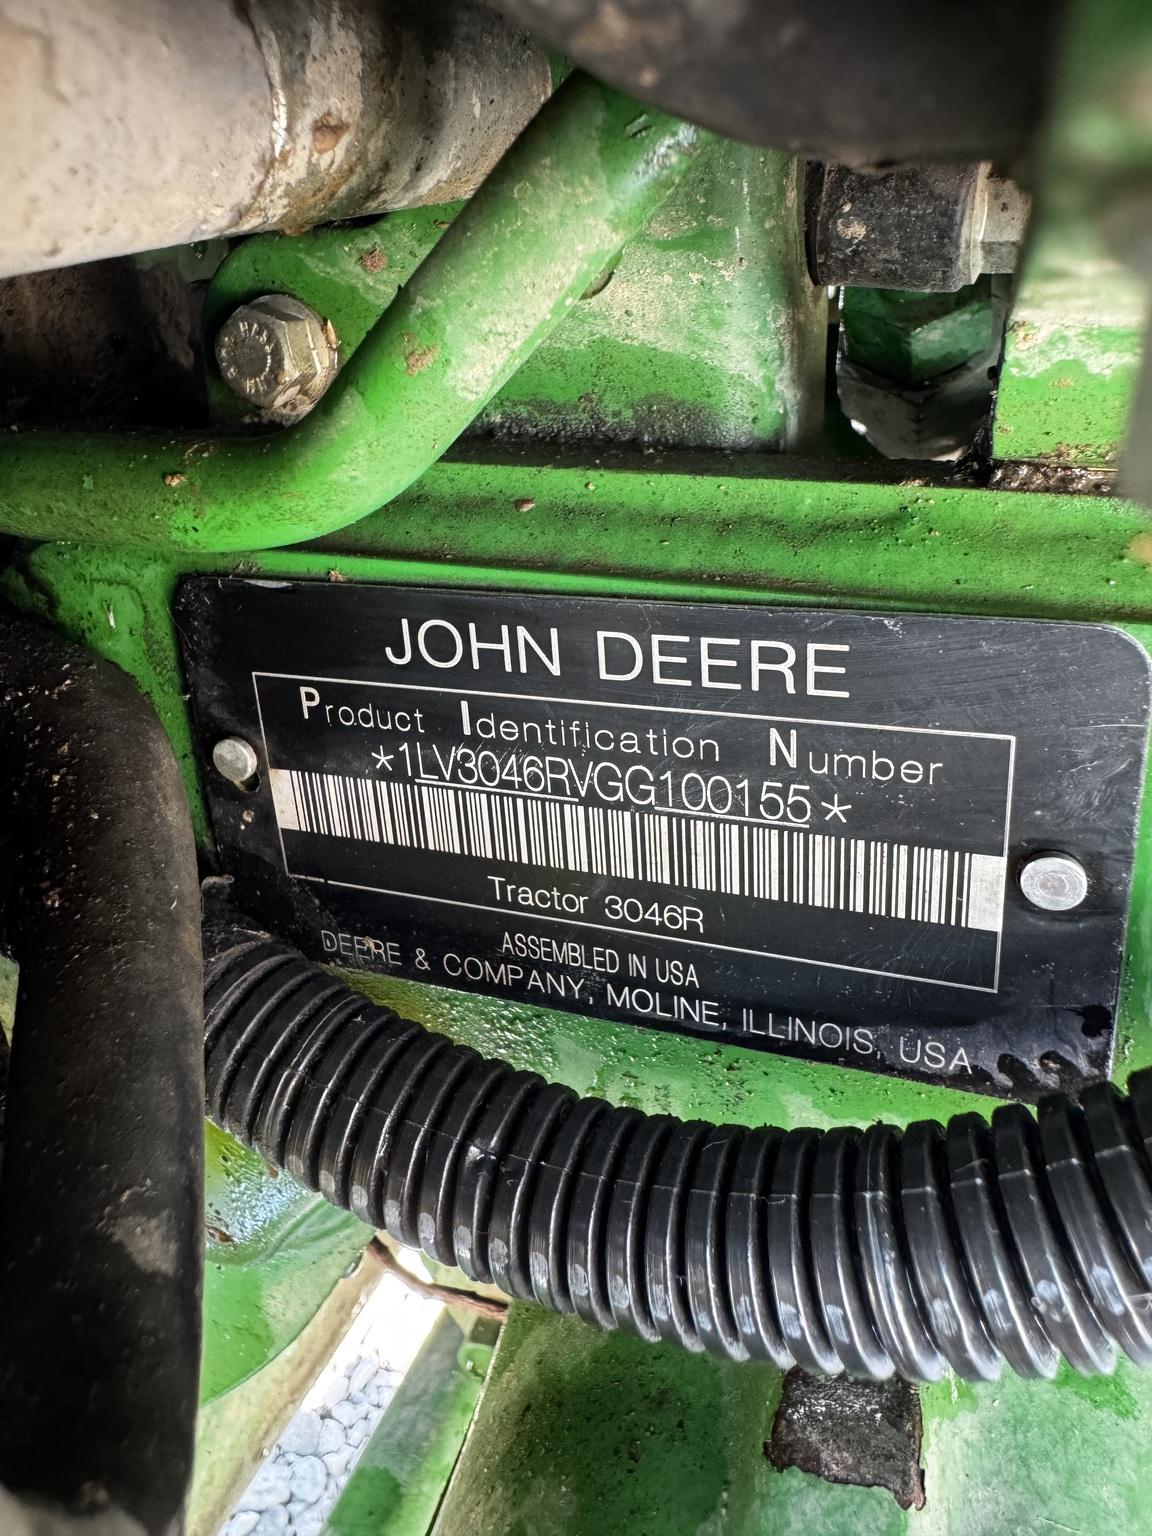 JOHN DEERE
Product Identification Number
*1LV3046RVGG100155*
Tractor 3046R
ASSEMBLED IN USA
DEERE & COMPANY, MOLINE, ILLINOIS, USA